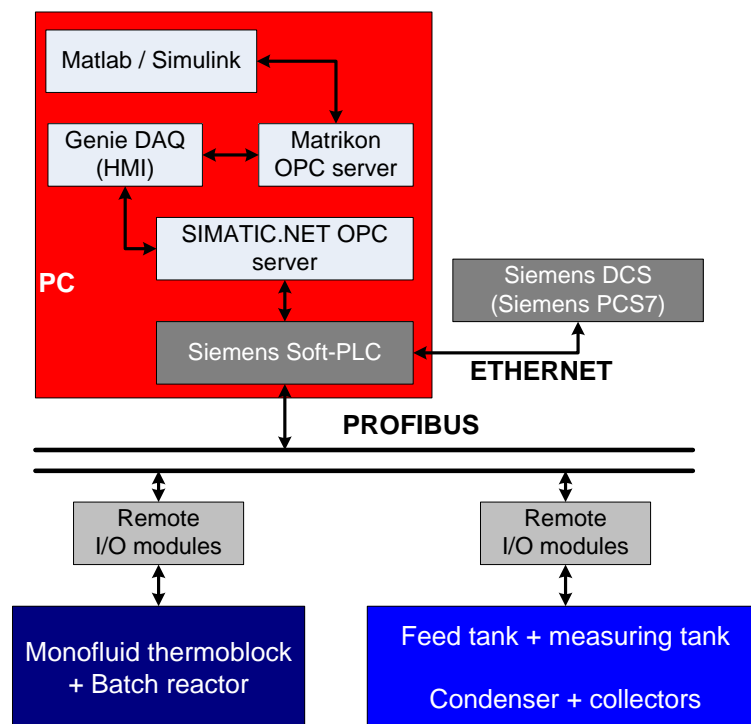 Matlab / Simulink
Genie DAQ
(HMI)
Matrikon
OPC server
SIMATIC.NET OPC
server
PC
Siemens DCS
(Siemens PCS7)
Siemens Soft-PLC
ETHERNET
PROFIBUS
Remote
I/O modules
Remote
I/O modules
Monofluid thermoblock
+ Batch reactor
Feed tank + measuring tank
Condenser + collectors